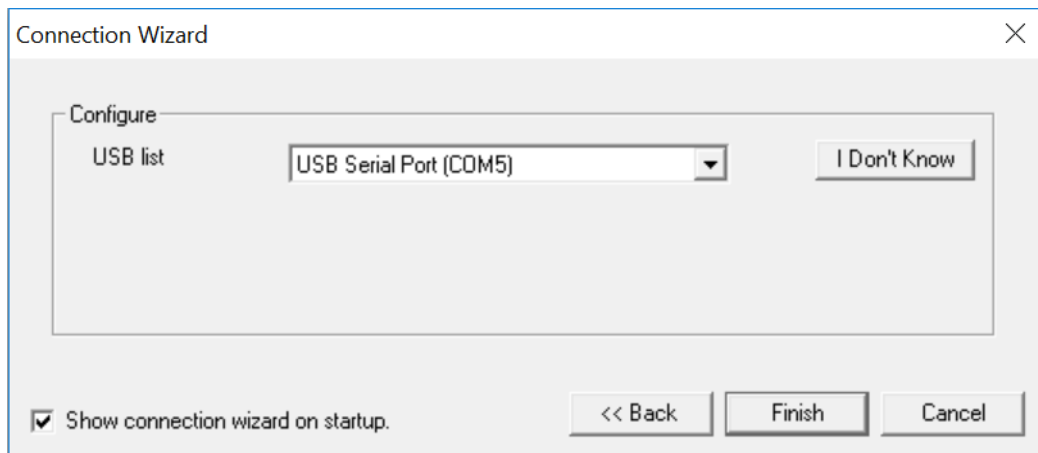 Connection Wizard
Configure
USB list
USB Serial Port (COM5)
I Don't Know
Show connection wizard on startup.
<< Back
Finish
Cancel